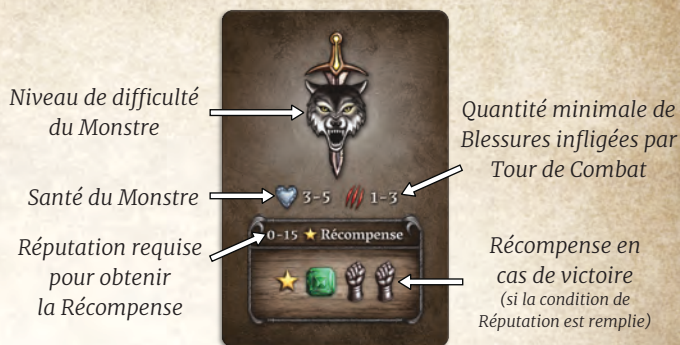 Niveau de difficulté
du Monstre
Quantité minimale de
Blessures infligées par
Tour de Combat
Santé du Monstre
3-5
1-3
Réputation requise
pour obtenir
la Récompense
0-15 Récompense
Récompense en
cas de victoire
(si la condition de
Réputation est remplie)